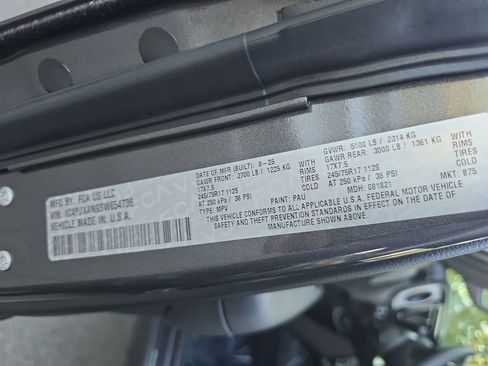 MFD BY: FCA US LLC
VIN: 1C4PJXAN9SW654736
VEHICLE MADE IN: U.S.A.
DATE OF MFR (BUILT): 6-25
GVWR: 5100 LB / 2314 KG
GAWR FRONT: 2700 LB / 1225 KG WITH
GAWR REAR: 3000 LB / 1361 KG WITH
17X7.5 RIMS
17X7.5 RIMS
245/75R17 112S TIRES
245/75R17 112S TIRES
AT 250 kPa / 36 PSI COLD
AT 250 kPa / 36 PSI COLD
TYPE: MPV
PAINT: PAU
MDH: 081821
MKT: 875
THIS VEHICLE CONFORMS TO ALL APPLICABLE U.S.A. FEDERAL MOTOR VEHICLE
SAFETY, BUMPER, AND THEFT PREVENTION STANDARDS IN EFFECT ON THE DATE OF
MANUFACTURE SHOWN ABOVE